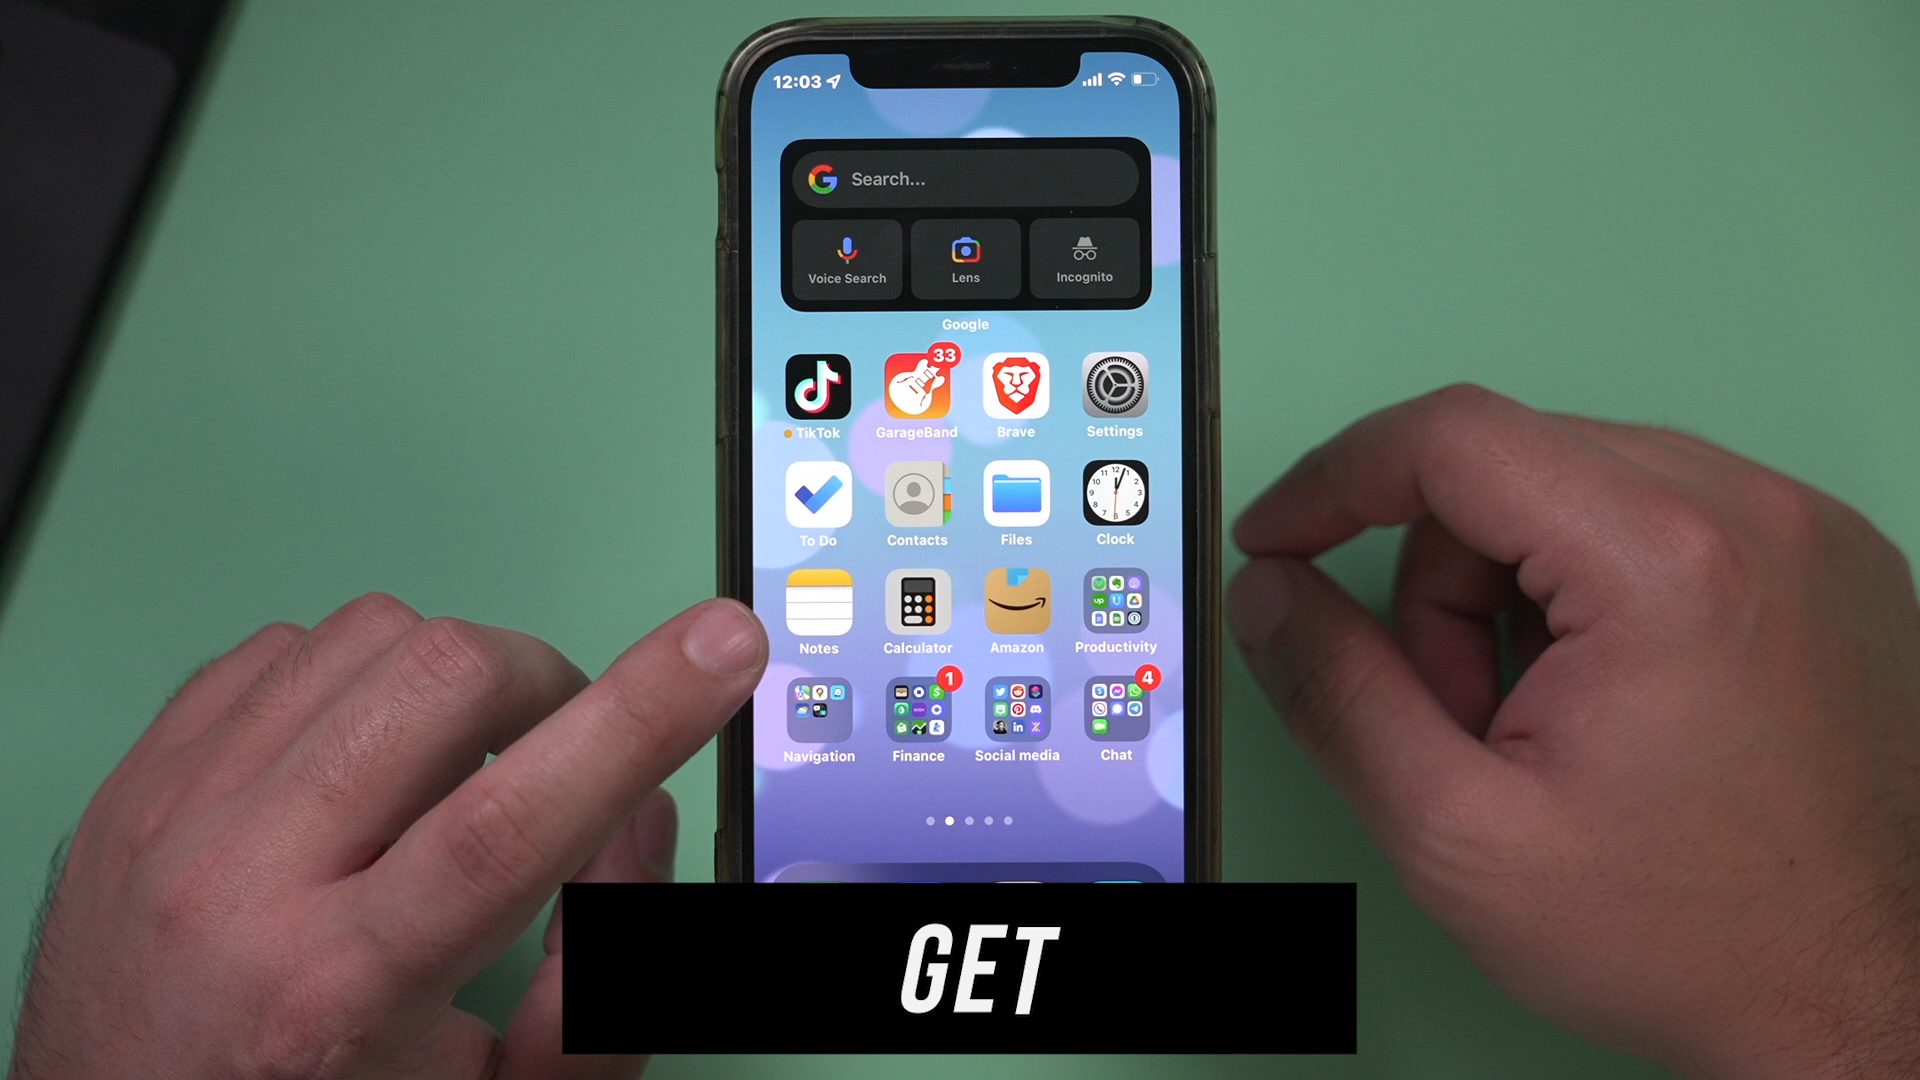 12:03
Search...
Voice Search
Lens
Incognito
Google
33
TikTok
GarageBand
Brave
Settings
To Do
Contacts
Files
Clock
Notes
Calculator
Amazon
Productivity
1
4
Navigation
Finance
Social media
Chat
GET